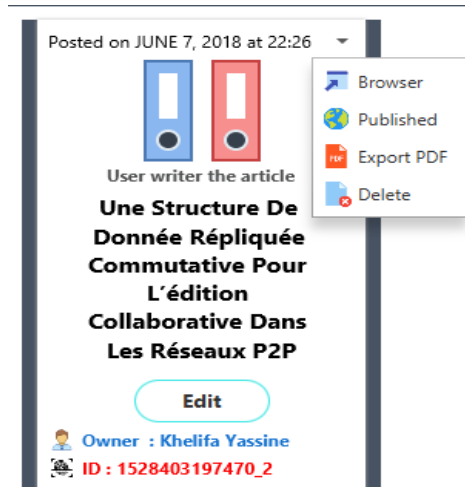 Posted on JUNE 7, 2018 at 22:26
Browser
Published
PDF
Export PDF
Delete
User writer the article
Une Structure De
Donnée Répliquée
Commutative Pour
L'édition
Collaborative Dans
Les Réseaux P2P
Edit
Owner : Khelifa Yassine
ID : 1528403197470_2